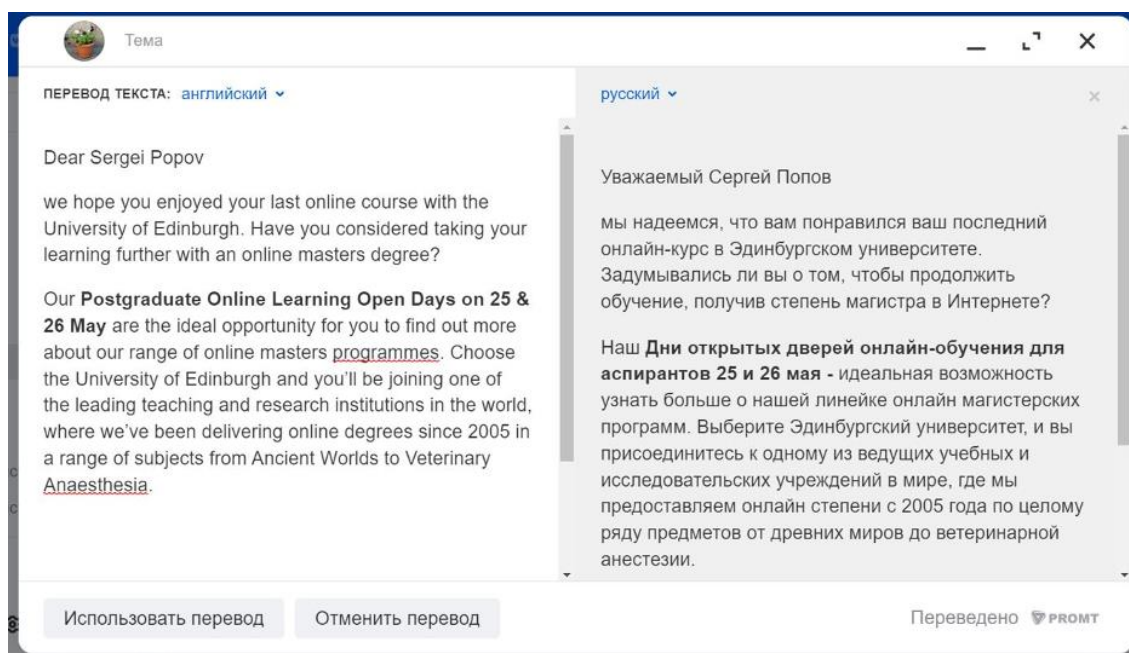 Тема
ПЕРЕВОД ТЕКСТА: английский
Dear Sergei Popov
we hope you enjoyed your last online course with the
University of Edinburgh. Have you considered taking your
learning further with an online masters degree?
Our Postgraduate Online Learning Open Days on 25 &
26 May are the ideal opportunity for you to find out more
about our range of online masters programmes. Choose
the University of Edinburgh and you'll be joining one of
the leading teaching and research institutions in the world,
where we've been delivering online degrees since 2005 in
a range of subjects from Ancient Worlds to Veterinary
Anaesthesia.
русский
Уважаемый Сергей Попов
мы надеемся, что вам понравился ваш последний
онлайн-курс в Эдинбургском университете.
Задумывались ли вы о том, чтобы продолжить
обучение, получив степень магистра в Интернете?
Наш Дни открытых дверей онлайн-обучения для
аспирантов 25 и 26 мая - идеальная возможность
узнать больше о нашей линейке онлайн магистерских
программ. Выберите Эдинбургский университет, и вы
присоединитесь к одному из ведущих учебных и
исследовательских учреждений в мире, где мы
предоставляем онлайн степени с 2005 года по целому
ряду предметов от древних миров до ветеринарной
анестезии.
Использовать перевод
Отменить перевод
Переведено PROMT